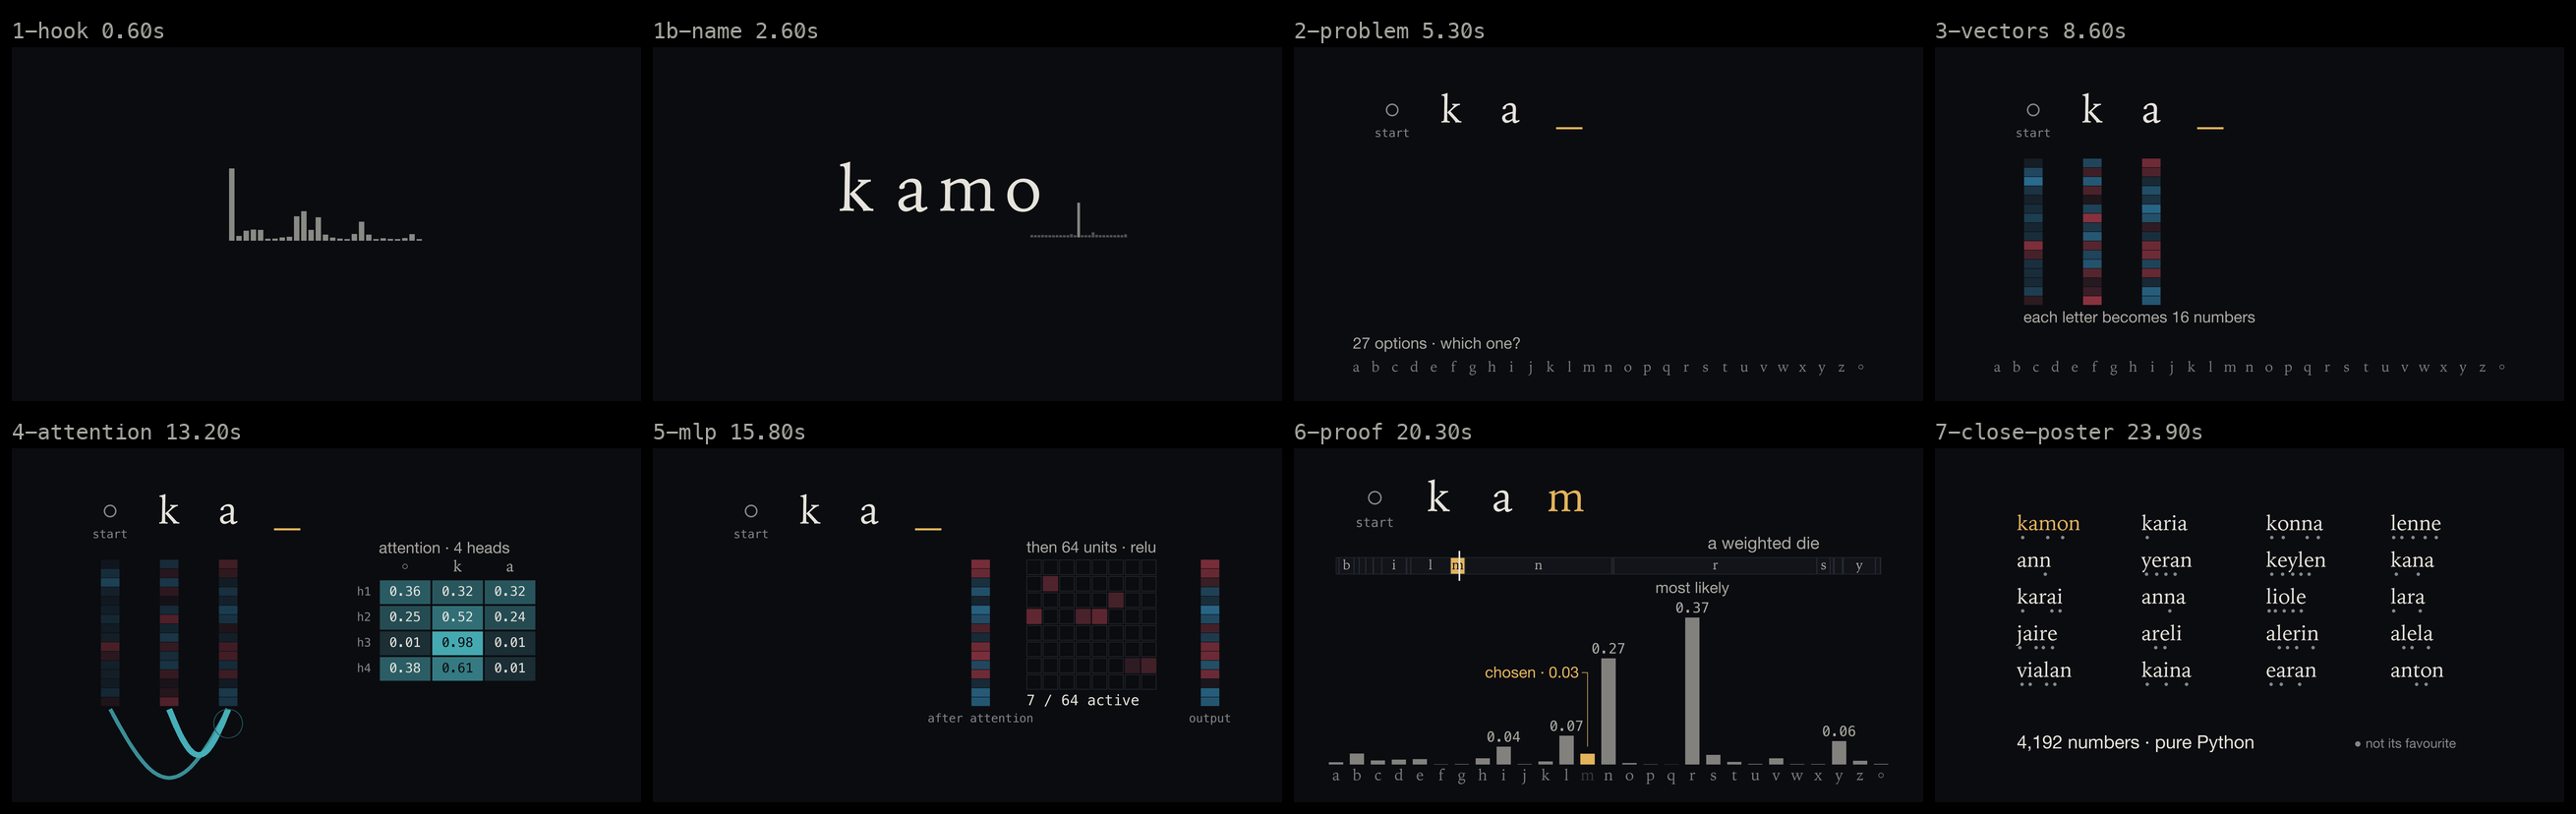 1-hook 0.60s
1b-name 2.60s
k amo
2-problem 5.30s
k a _
start
27 options · which one?
a b c d e f g h i j k l m n o p q r s t u v w x y z ◦
3-vectors 8.60s
k a _
start
each letter becomes 16 numbers
a b c d e f g h i j k l m n o p q r s t u v w x y z ◦
4-attention 13.20s
k a _
start
attention · 4 heads
◦ k a
h1 0.36 0.32 0.32
h2 0.25 0.52 0.24
h3 0.01 0.98 0.01
h4 0.38 0.61 0.01
5-mlp 15.80s
k a _
start
then 64 units · relu
7 / 64 active
after attention
output
6-proof 20.30s
k a m
start
a weighted die
b i l m n r s y
most likely
0.37
0.27
chosen · 0.03
0.07
0.06
0.04
a b c d e f g h i j k l m n o p q r s t u v w x y z ◦
7-close-poster 23.90s
kamon karia konna lenne
ann yeran keylen kana
karai anna liole lara
jaire areli alerin alela
vialan kaina earan anton
4,192 numbers · pure Python
● not its favourite